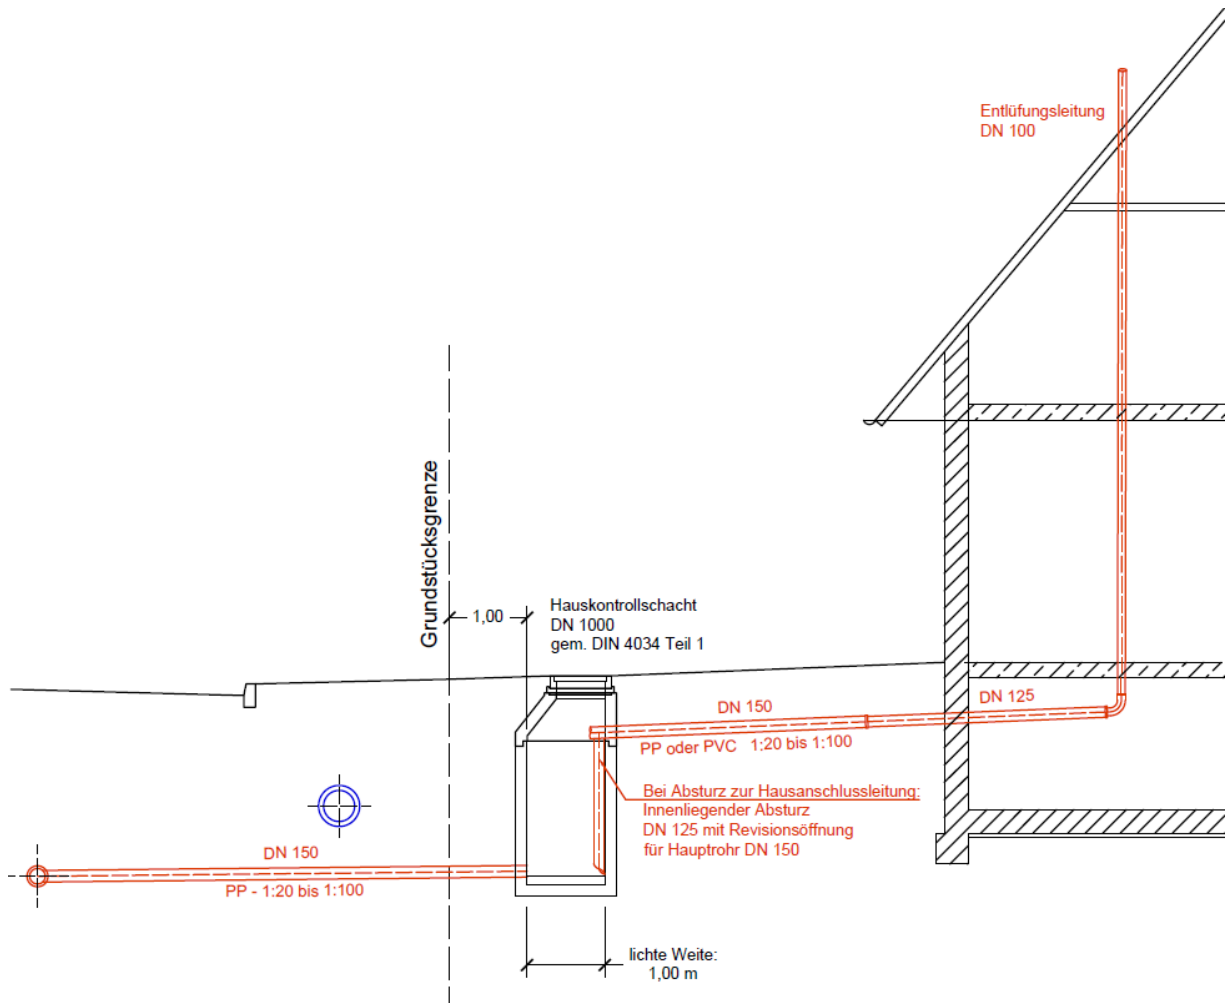 Entlüfungsleitung
DN 100
Grundstücksgrenze
1,00
Hauskontrollschacht
DN 1000
gem. DIN 4034 Teil 1
DN 150
DN 125
PP oder PVC 1:20 bis 1:100
Bei Absturz zur Hausanschlussleitung:
Innenliegender Absturz
DN 125 mit Revisionsöffnung
für Hauptrohr DN 150
DN 150
PP - 1:20 bis 1:100
lichte Weite:
1,00 m